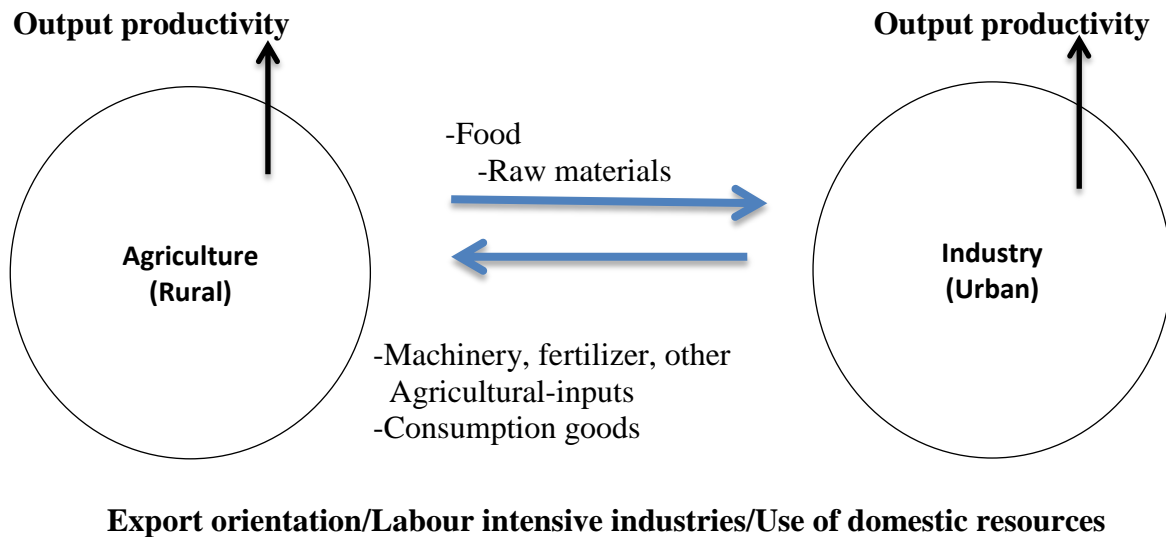 Output productivity
Output productivity
-Food
-Raw materials
Agriculture
(Rural)
Industry
(Urban)
-Machinery, fertilizer, other
Agricultural-inputs
-Consumption goods
Export orientation/Labour intensive industries/Use of domestic resources